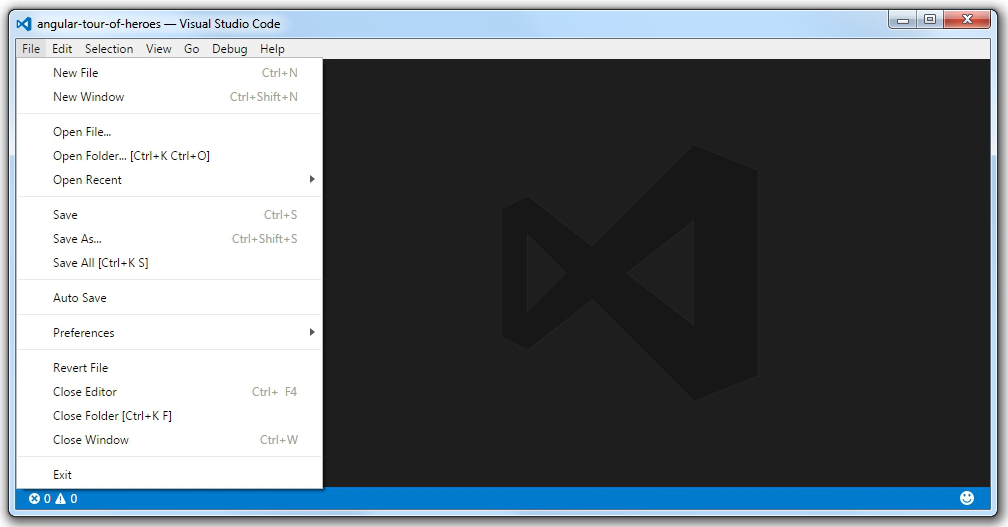 angular-tour-of-heroes — Visual Studio Code
File Edit Selection View Go Debug Help
New File Ctrl+N
New Window Ctrl+Shift+N
Open File...
Open Folder... [Ctrl+K Ctrl+O]
Open Recent
Save Ctrl+S
Save As... Ctrl+Shift+S
Save All [Ctrl+K S]
Auto Save
Preferences
Revert File
Close Editor Ctrl+ F4
Close Folder [Ctrl+K F]
Close Window Ctrl+W
Exit
0 0